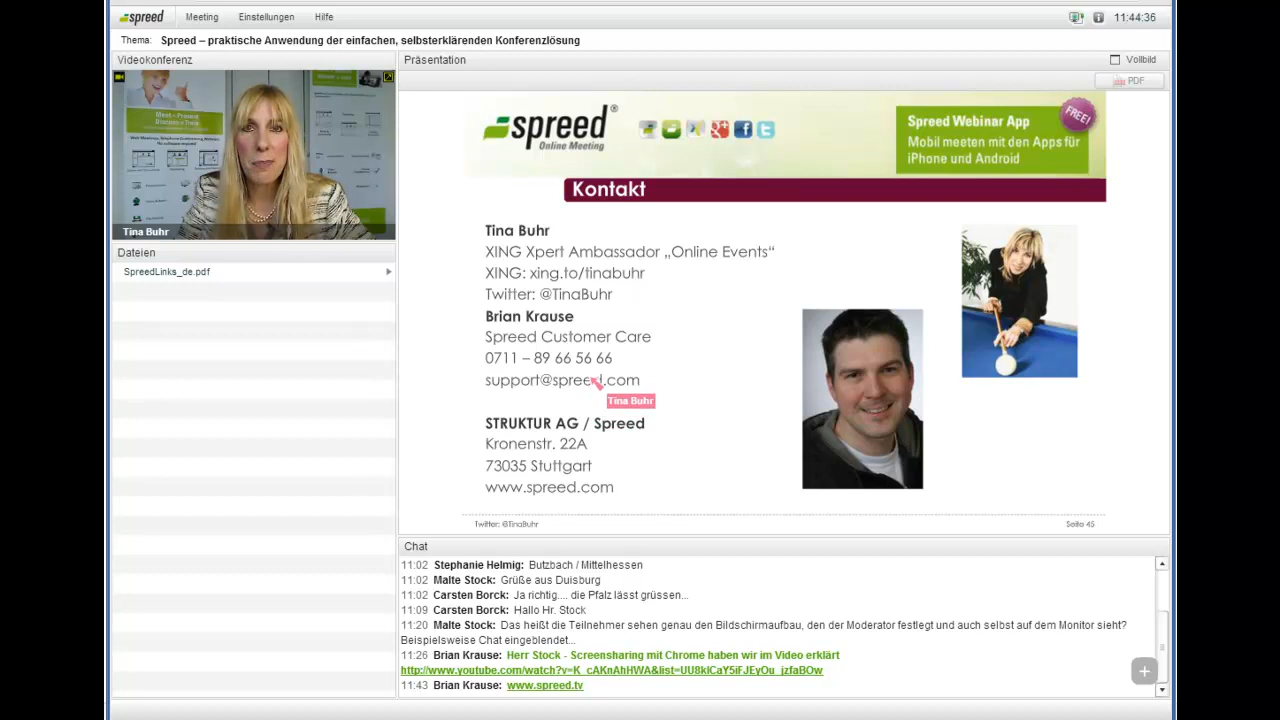 spreed Meeting Einstellungen Hilfe 11:44:36
Thema: Spreed – praktische Anwendung der einfachen, selbsterklärenden Konferenzlösung
Videokonferenz
Tina Buhr
Dateien
SpreedLinks_de.pdf
Präsentation Vollbild
PDF
spreed®
Online Meeting
Spreed Webinar App
Mobil meeten mit den Apps für
iPhone und Android
FREE!
Kontakt
Tina Buhr
XING Xpert Ambassador „Online Events“
XING: xing.to/tinabuhr
Twitter: @TinaBuhr
Brian Krause
Spreed Customer Care
0711 – 89 66 56 66
support@spreed.com
Tina Buhr
STRUKTUR AG / Spreed
Kronenstr. 22A
73035 Stuttgart
www.spreed.com
Twitter: @TinaBuhr Seite 45
Chat
11:02 Stephanie Helmig: Butzbach / Mittelhessen
11:02 Malte Stock: Grüße aus Duisburg
11:02 Carsten Borck: Ja richtig.... die Pfalz lässt grüssen...
11:09 Carsten Borck: Hallo Hr. Stock
11:20 Malte Stock: Das heißt die Teilnehmer sehen genau den Bildschirmaufbau, den der Moderator festlegt und auch selbst auf dem Monitor sieht?
Beispielsweise Chat eingeblendet...
11:26 Brian Krause: Herr Stock - Screensharing mit Chrome haben wir im Video erklärt
http://www.youtube.com/watch?v=K_cAKnAhHWA&list=UU8klCaY5iFJEyOu_jzfaBOw
11:43 Brian Krause: www.spreed.tv